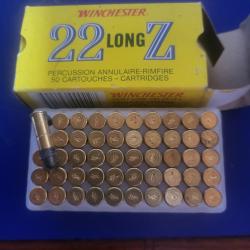 WINCHESTER
22 LONG Z
PERCUSSION ANNULAIRE-RIMFIRE
50 CARTOUCHES - CARTRIDGES